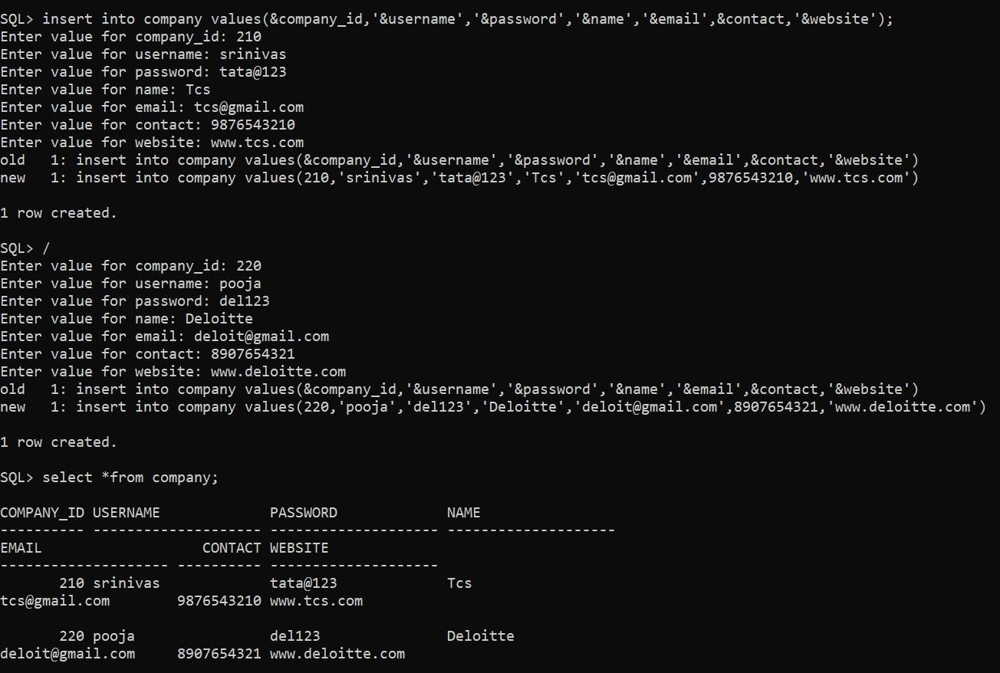 SQL> insert into company values(&company_id,'&username','&password','&name','&email',&contact,'&website');
Enter value for company_id: 210
Enter value for username: srinivas
Enter value for password: tata@123
Enter value for name: Tcs
Enter value for email: tcs@gmail.com
Enter value for contact: 9876543210
Enter value for website: www.tcs.com
old   1: insert into company values(&company_id,'&username','&password','&name','&email',&contact,'&website')
new   1: insert into company values(210,'srinivas','tata@123','Tcs','tcs@gmail.com',9876543210,'www.tcs.com')

1 row created.

SQL> /
Enter value for company_id: 220
Enter value for username: pooja
Enter value for password: del123
Enter value for name: Deloitte
Enter value for email: deloit@gmail.com
Enter value for contact: 8907654321
Enter value for website: www.deloitte.com
old   1: insert into company values(&company_id,'&username','&password','&name','&email',&contact,'&website')
new   1: insert into company values(220,'pooja','del123','Deloitte','deloit@gmail.com',8907654321,'www.deloitte.com')

1 row created.

SQL> select *from company;

COMPANY_ID USERNAME             PASSWORD             NAME
---------- -------------------- -------------------- --------------------
EMAIL                   CONTACT WEBSITE
-------------------- ---------- --------------------
       210 srinivas             tata@123             Tcs
tcs@gmail.com        9876543210 www.tcs.com

       220 pooja                del123               Deloitte
deloit@gmail.com     8907654321 www.deloitte.com